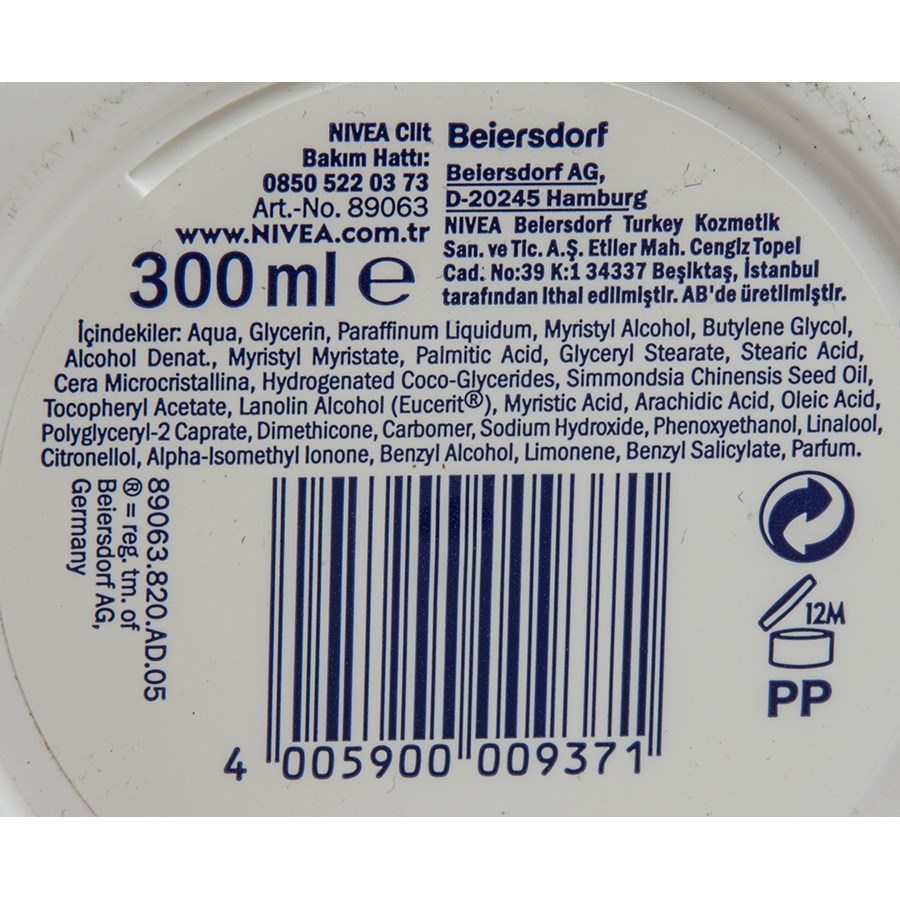 NIVEA Cilt
Bakım Hattı:
0850 522 03 73
Art.-No. 89063
www.NIVEA.com.tr
300 ml e
Beiersdorf
Beiersdorf AG,
D-20245 Hamburg
NIVEA Beiersdorf Turkey Kozmetik
San. ve Tic. A.Ş. Etiler Mah. Cengiz Topel
Cad. No:39 K:1 34337 Beşiktaş, İstanbul
tarafından ithal edilmiştir. AB'de üretilmiştir.
İçindekiler: Aqua, Glycerin, Paraffinum Liquidum, Myristyl Alcohol, Butylene Glycol,
Alcohol Denat., Myristyl Myristate, Palmitic Acid, Glyceryl Stearate, Stearic Acid,
Cera Microcristallina, Hydrogenated Coco-Glycerides, Simmondsia Chinensis Seed Oil,
Tocopheryl Acetate, Lanolin Alcohol (Eucerit®), Myristic Acid, Arachidic Acid, Oleic Acid,
Polyglyceryl-2 Caprate, Dimethicone, Carbomer, Sodium Hydroxide, Phenoxyethanol, Linalool,
Citronellol, Alpha-Isomethyl Ionone, Benzyl Alcohol, Limonene, Benzyl Salicylate, Parfum.
89063.820.AD.05
® = reg. tm. of
Beiersdorf AG,
Germany
4 005900 009371
12M
PP